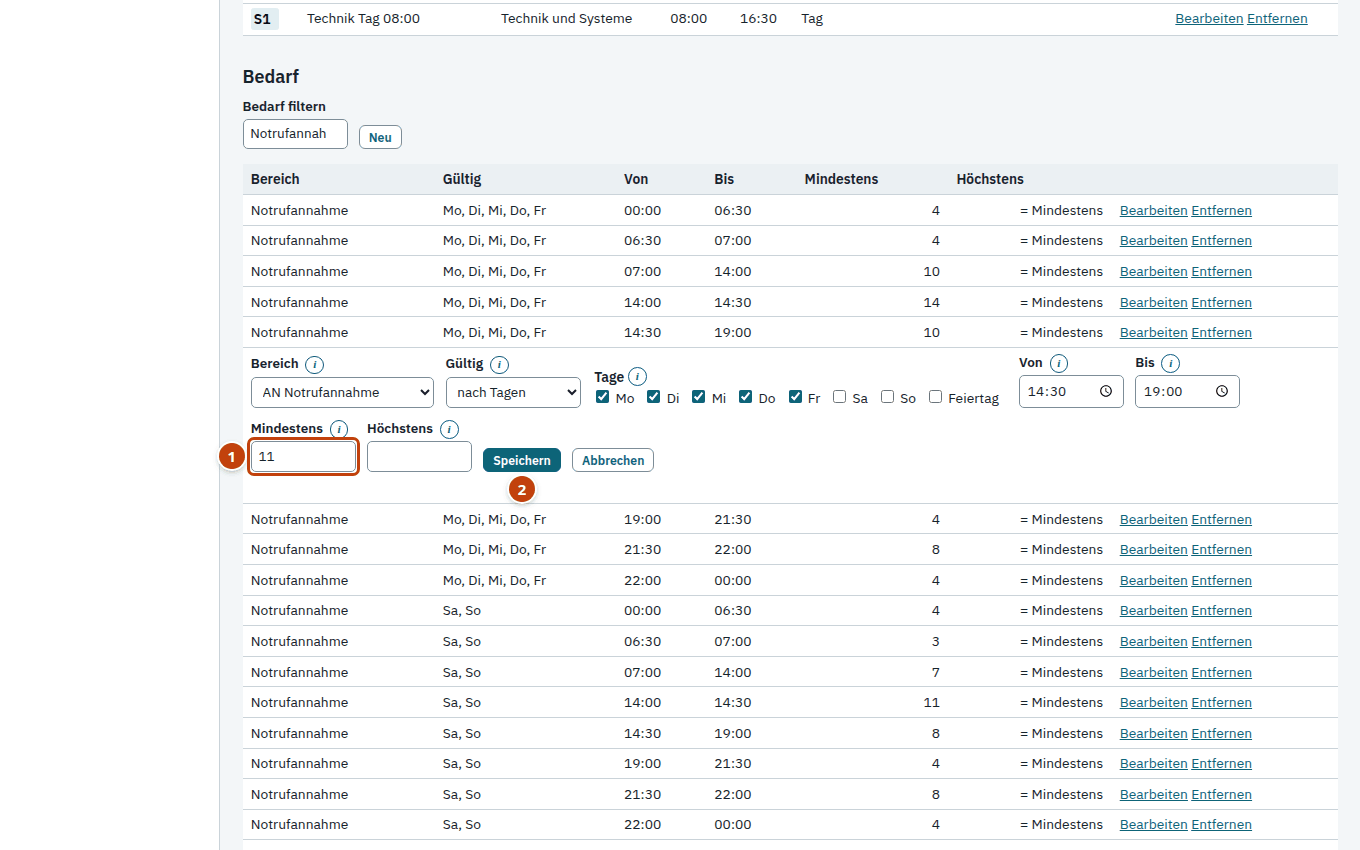 S1 Technik Tag 08:00 Technik und Systeme 08:00 16:30 Tag Bearbeiten Entfernen
Bedarf
Bedarf filtern
Notrufannah Neu
Bereich Gültig Von Bis Mindestens Höchstens
Notrufannahme Mo, Di, Mi, Do, Fr 00:00 06:30 4 = Mindestens Bearbeiten Entfernen
Notrufannahme Mo, Di, Mi, Do, Fr 06:30 07:00 4 = Mindestens Bearbeiten Entfernen
Notrufannahme Mo, Di, Mi, Do, Fr 07:00 14:00 10 = Mindestens Bearbeiten Entfernen
Notrufannahme Mo, Di, Mi, Do, Fr 14:00 14:30 14 = Mindestens Bearbeiten Entfernen
Notrufannahme Mo, Di, Mi, Do, Fr 14:30 19:00 10 = Mindestens Bearbeiten Entfernen
Bereich i Gültig i Tage i Von i Bis i
AN Notrufannahme nach Tagen Mo Di Mi Do Fr Sa So Feiertag 14:30 19:00
Mindestens i Höchstens i
1 11 Speichern Abbrechen
2
Notrufannahme Mo, Di, Mi, Do, Fr 19:00 21:30 4 = Mindestens Bearbeiten Entfernen
Notrufannahme Mo, Di, Mi, Do, Fr 21:30 22:00 8 = Mindestens Bearbeiten Entfernen
Notrufannahme Mo, Di, Mi, Do, Fr 22:00 00:00 4 = Mindestens Bearbeiten Entfernen
Notrufannahme Sa, So 00:00 06:30 4 = Mindestens Bearbeiten Entfernen
Notrufannahme Sa, So 06:30 07:00 3 = Mindestens Bearbeiten Entfernen
Notrufannahme Sa, So 07:00 14:00 7 = Mindestens Bearbeiten Entfernen
Notrufannahme Sa, So 14:00 14:30 11 = Mindestens Bearbeiten Entfernen
Notrufannahme Sa, So 14:30 19:00 8 = Mindestens Bearbeiten Entfernen
Notrufannahme Sa, So 19:00 21:30 4 = Mindestens Bearbeiten Entfernen
Notrufannahme Sa, So 21:30 22:00 8 = Mindestens Bearbeiten Entfernen
Notrufannahme Sa, So 22:00 00:00 4 = Mindestens Bearbeiten Entfernen